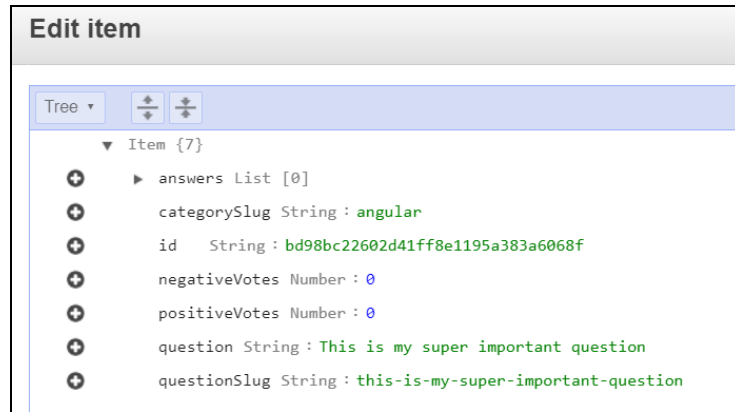 Edit item
Tree
Item {7}
answers List [0]
categorySlug String : angular
id String : bd98bc22602d41ff8e1195a383a6068f
negativeVotes Number : 0
positiveVotes Number : 0
question String : This is my super important question
questionSlug String : this-is-my-super-important-question